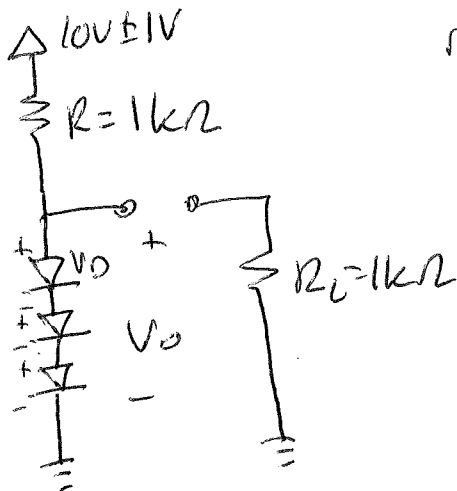 10V±1V
R=1kΩ
+
+ VD
-
+
-
+
-
Vo
-
RL=1kΩ